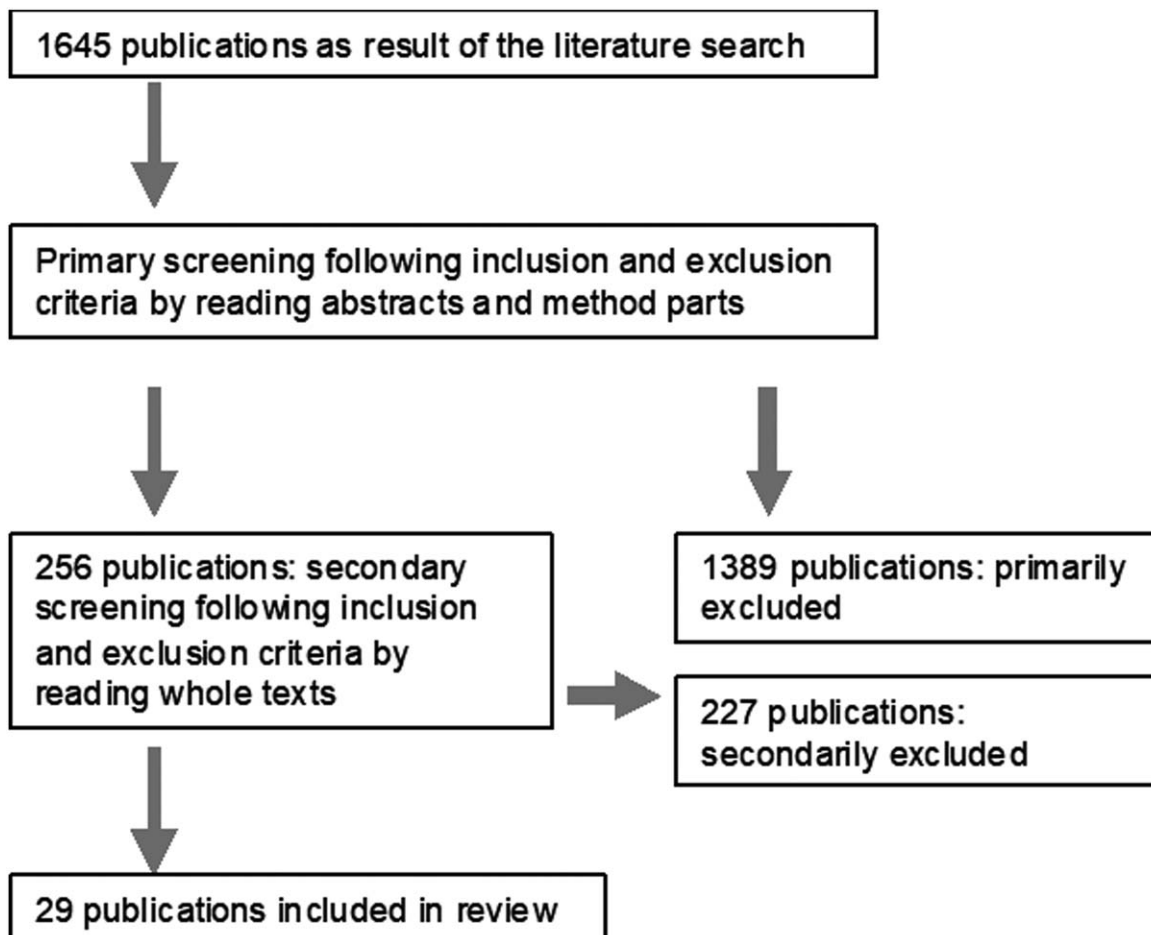 1645 publications as result of the literature search
Primary screening following inclusion and exclusion
criteria by reading abstracts and method parts
256 publications: secondary
screening following inclusion
and exclusion criteria by
reading whole texts
1389 publications: primarily
excluded
227 publications:
secondarily excluded
29 publications included in review